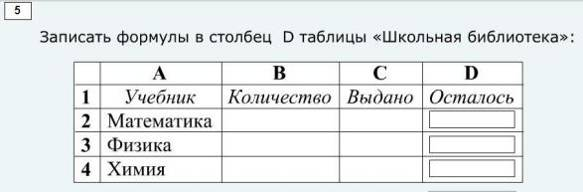 5
Записать формулы в столбец D таблицы «Школьная библиотека»:
A B C D
1 Учебник Количество Выдано Осталось
2 Математика
3 Физика
4 Химия